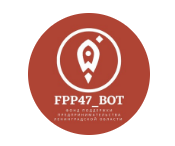 FPP47_BOT
ФОНД ПОДДЕРЖКИ
ПРЕДПРИНИМАТЕЛЬСТВА
ЛЕНИНГРАДСКОЙ ОБЛАСТИ